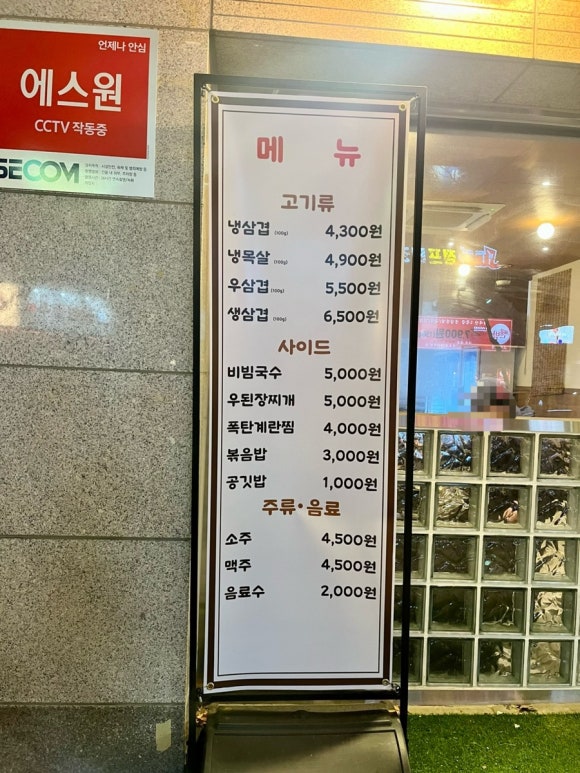 언제나 안심
에스원
CCTV 작동중
SECOM
메 뉴
고기류
냉삼겹 (100g) 4,300원
냉목살 (100g) 4,900원
우삼겹 (100g) 5,500원
생삼겹 (100g) 6,500원
사이드
비빔국수 5,000원
우된장찌개 5,000원
폭탄계란찜 4,000원
볶음밥 3,000원
공깃밥 1,000원
주류·음료
소주 4,500원
맥주 4,500원
음료수 2,000원